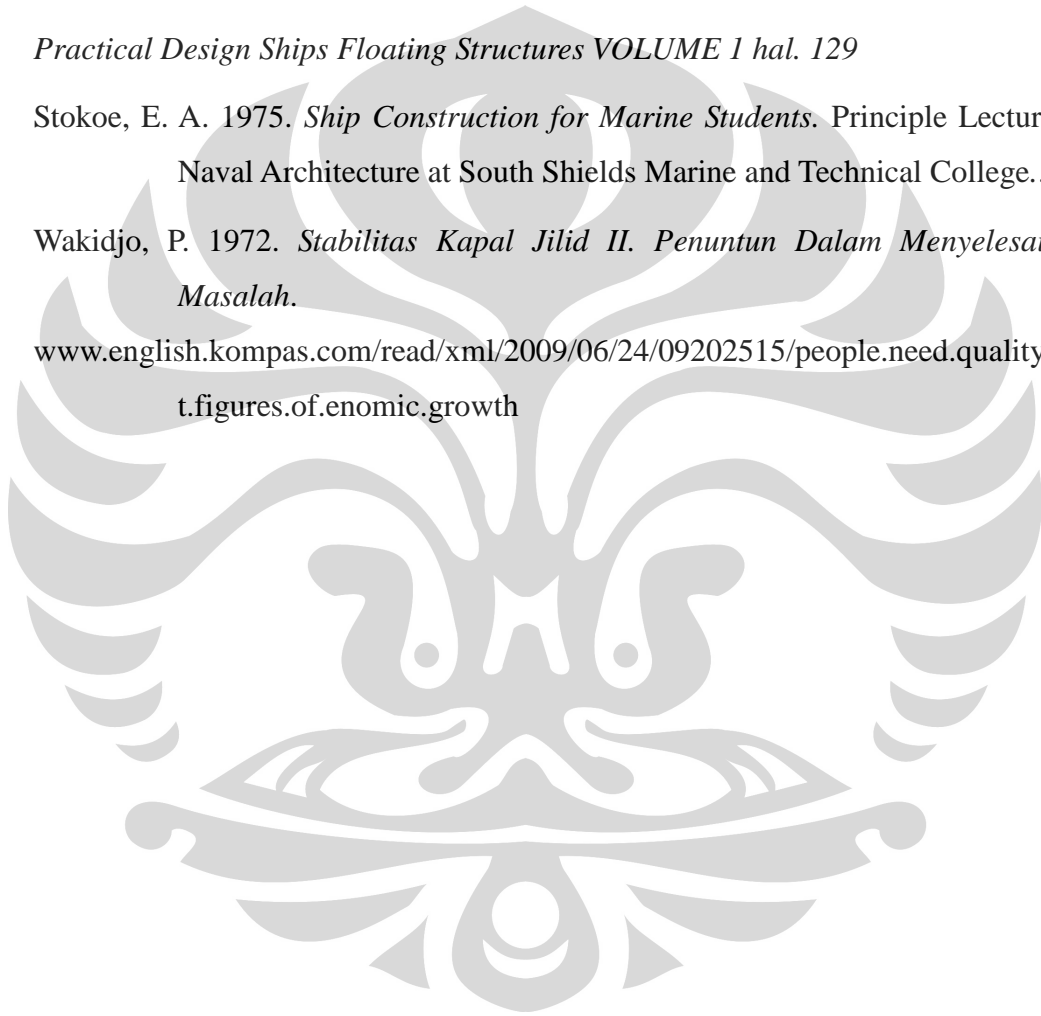 Practical Design Ships Floating Structures VOLUME 1 hal. 129
Stokoe, E. A. 1975. Ship Construction for Marine Students. Principle Lectur
Naval Architecture at South Shields Marine and Technical College..
Wakidjo, P. 1972. Stabilitas Kapal Jilid II. Penuntun Dalam Menyelesai
Masalah.
www.english.kompas.com/read/xml/2009/06/24/09202515/people.need.quality
t.figures.of.enomic.growth